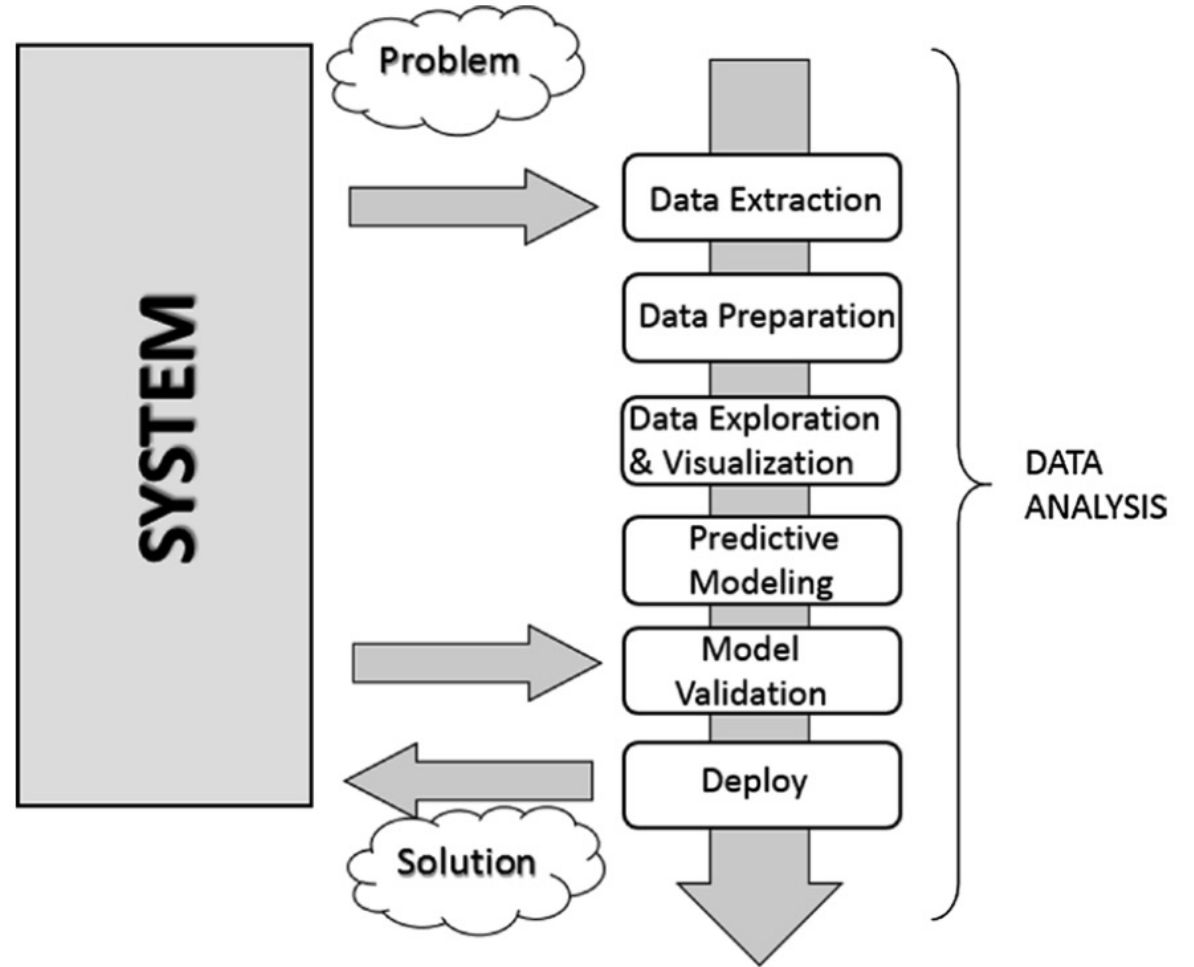 SYSTEM
Problem
Data Extraction
Data Preparation
Data Exploration
& Visualization
Predictive
Modeling
Model
Validation
Deploy
Solution
DATA
ANALYSIS